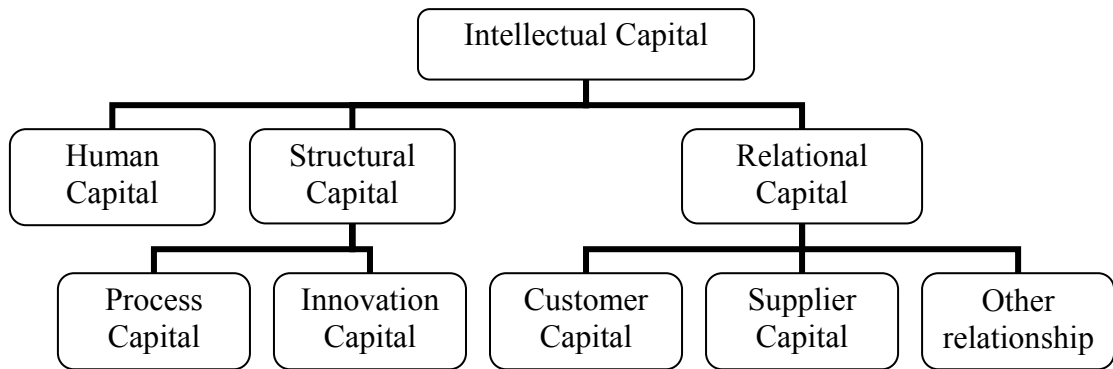 Intellectual Capital
Human
Capital
Structural
Capital
Relational
Capital
Process
Capital
Innovation
Capital
Customer
Capital
Supplier
Capital
Other
relationship